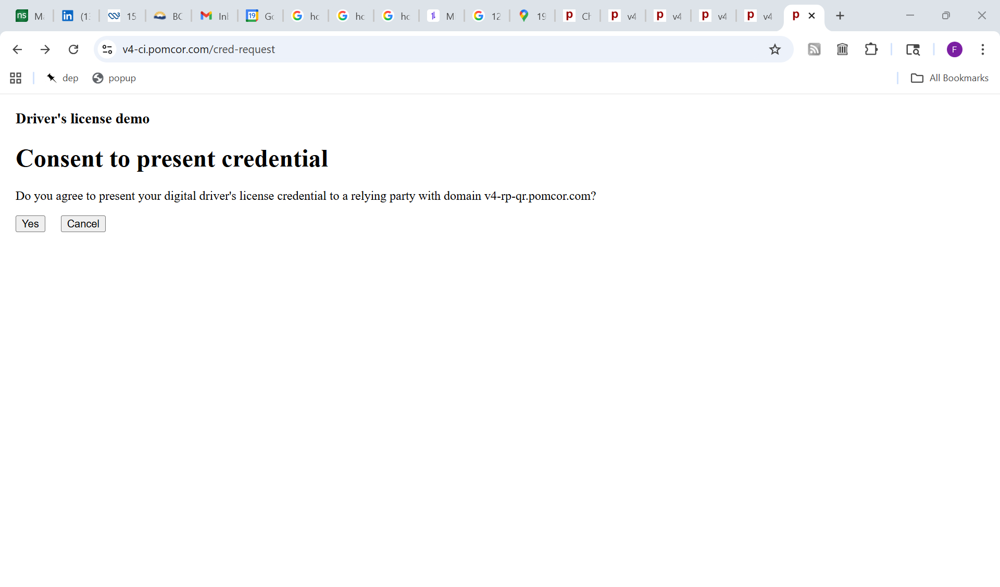 ns M in (1 15 BC In 19 G hc hc hc M 12 19 p Ch p v4 p v4 p v4 p v4 p
v4-ci.pomcor.com/cred-request F
dep popup All Bookmarks
Driver's license demo
Consent to present credential
Do you agree to present your digital driver's license credential to a relying party with domain v4-rp-qr.pomcor.com?
Yes Cancel